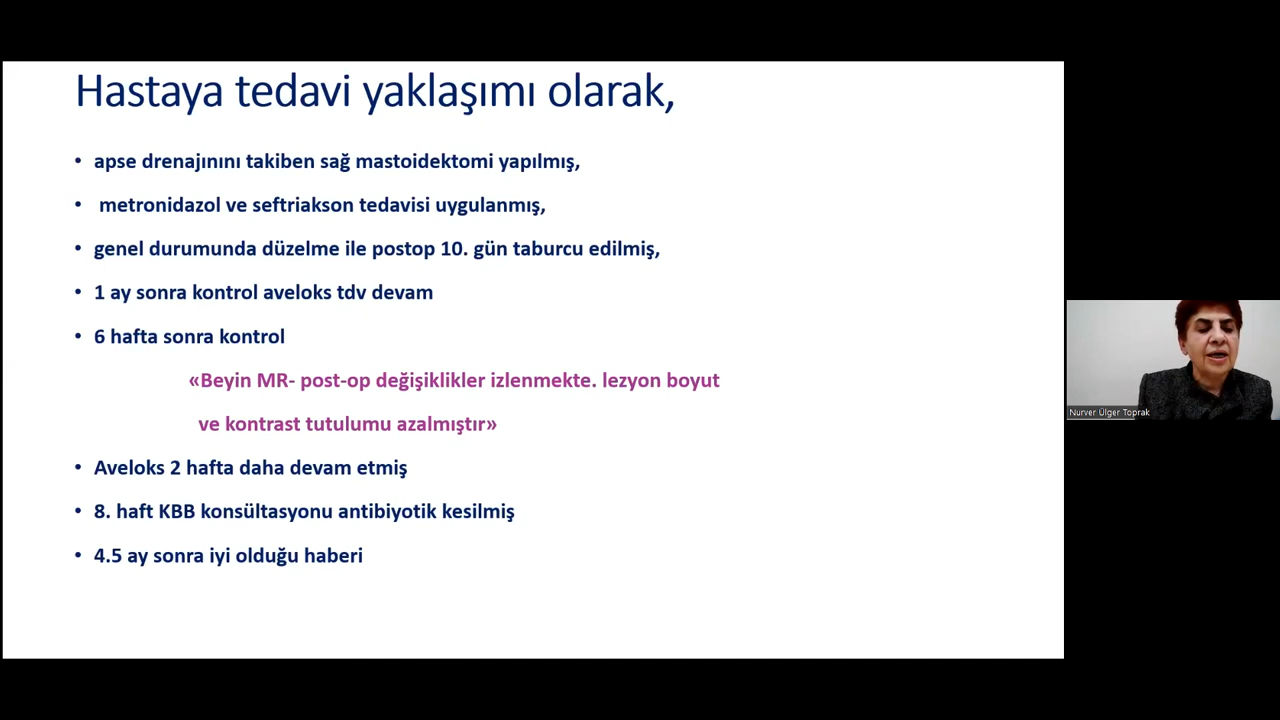 Hastaya tedavi yaklaşımı olarak,
• apse drenajınını takiben sağ mastoidektomi yapılmış,
• metronidazol ve seftriakson tedavisi uygulanmış,
• genel durumunda düzelme ile postop 10. gün taburcu edilmiş,
• 1 ay sonra kontrol aveloks tdv devam
• 6 hafta sonra kontrol
«Beyin MR- post-op değişiklikler izlenmekte. lezyon boyut
ve kontrast tutulumu azalmıştır»
• Aveloks 2 hafta daha devam etmiş
• 8. haft KBB konsültasyonu antibiyotik kesilmiş
• 4.5 ay sonra iyi olduğu haberi
Nurver Ülger Toprak